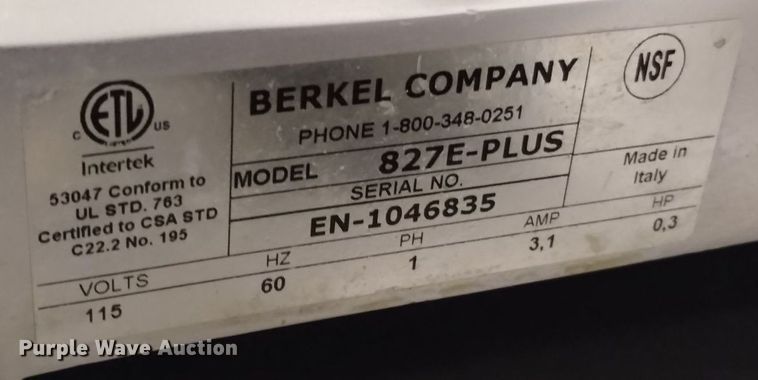 ETL
C US
Intertek
53047 Conform to
UL STD. 763
Certified to CSA STD
C22.2 No. 195
BERKEL COMPANY
PHONE 1-800-348-0251
MODEL 827E-PLUS
SERIAL NO.
EN-1046835
NSF
Made in
Italy
VOLTS HZ PH AMP HP
115 60 1 3,1 0,3
Purple Wave Auction